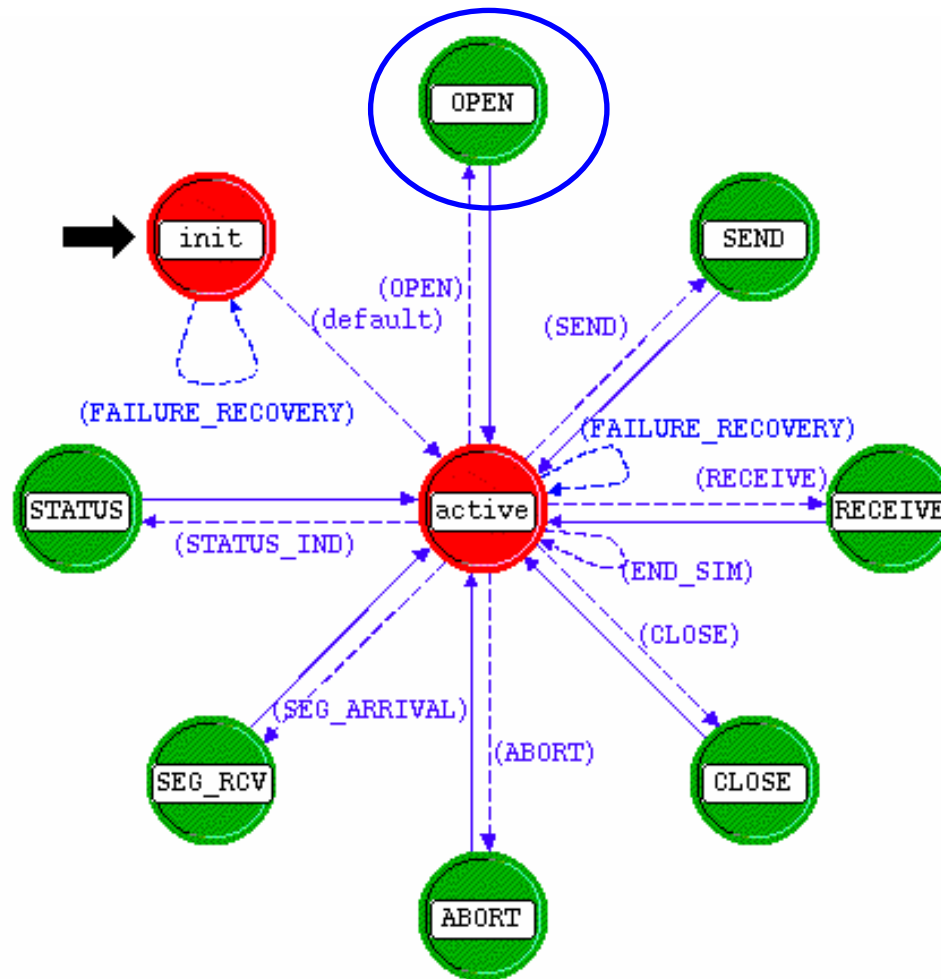 OPEN
init
SEND
(OPEN)
(default)
(SEND)
(FAILURE_RECOVERY)
(FAILURE_RECOVERY)
(RECEIVE)
STATUS
active
RECEIVE
(STATUS_IND)
(END_SIM)
(CLOSE)
(SEG_ARRIVAL)
(ABORT)
SEG_RCV
CLOSE
ABORT